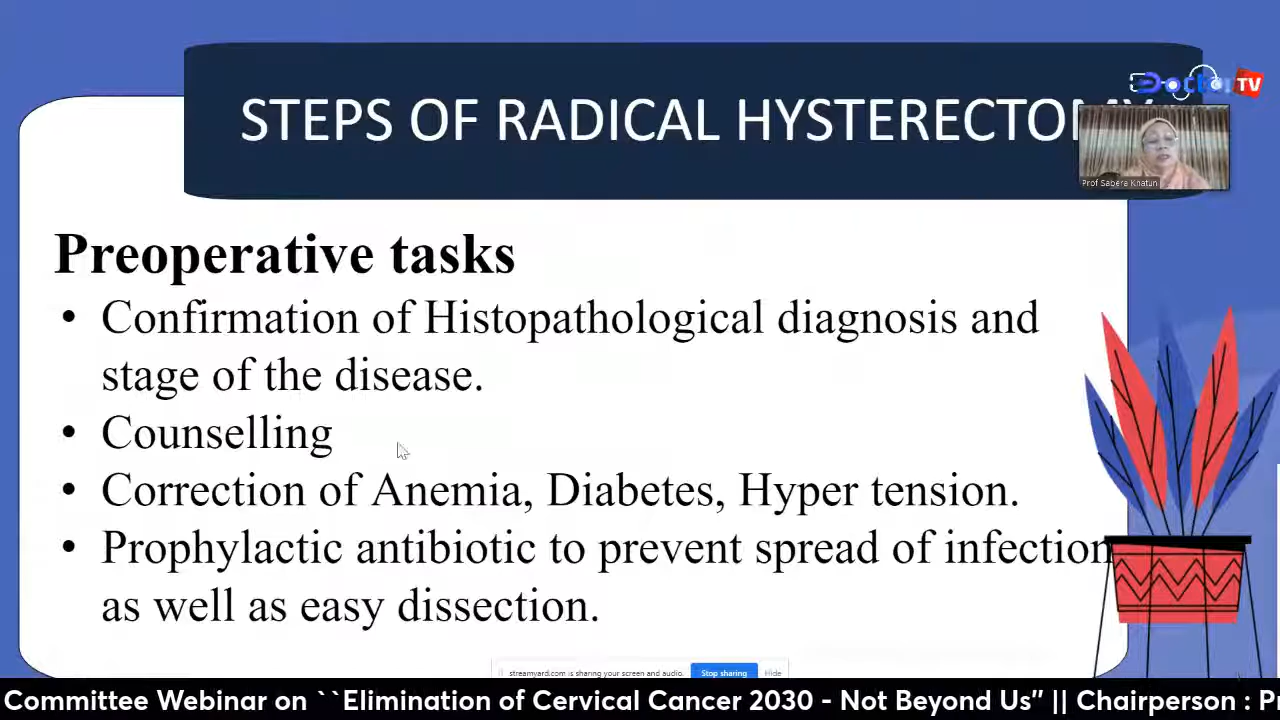 Doctor TV
STEPS OF RADICAL HYSTERECTOMY
Prof Sabera Khatun
Preoperative tasks
• Confirmation of Histopathological diagnosis and
stage of the disease.
• Counselling
• Correction of Anemia, Diabetes, Hyper tension.
• Prophylactic antibiotic to prevent spread of infection
as well as easy dissection.
streamyard.com is sharing your screen and audio. Stop sharing Hide
Committee Webinar on ``Elimination of Cervical Cancer 2030 - Not Beyond Us” || Chairperson : Pr